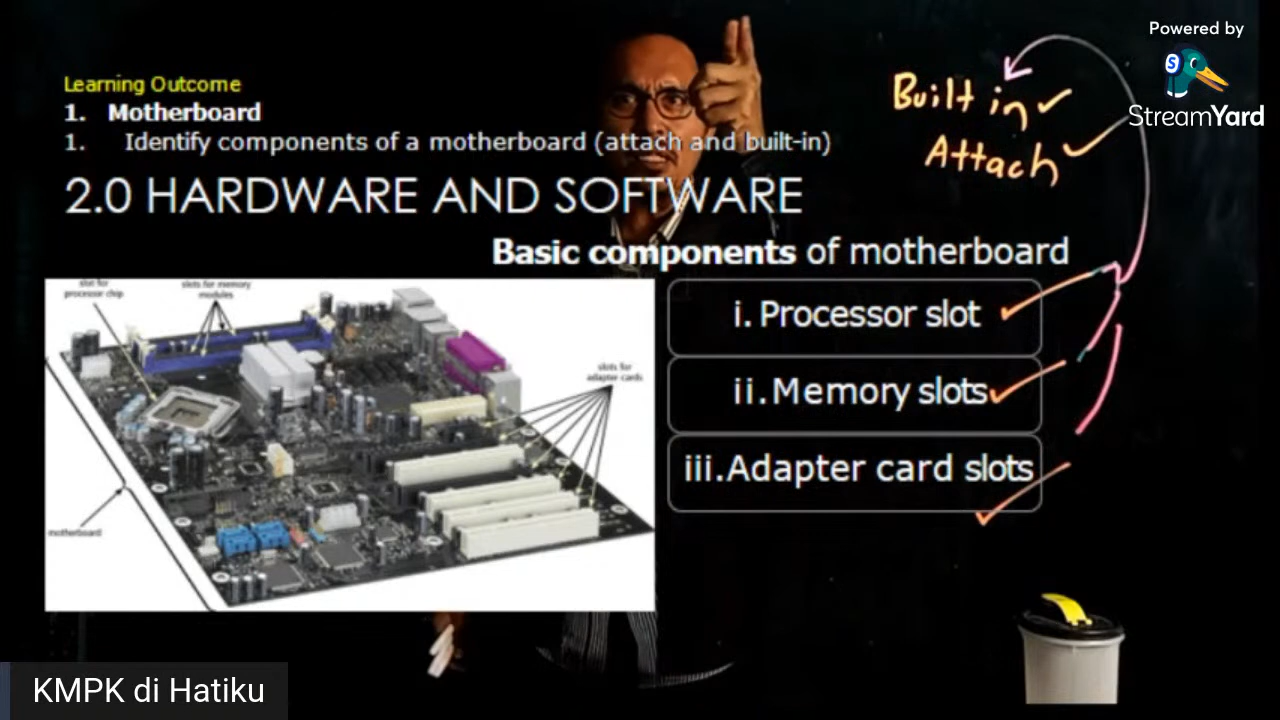 Powered by
StreamYard
Learning Outcome
1. Motherboard
1. Identify components of a motherboard (attach and built-in)
Built in
Attach
2.0 HARDWARE AND SOFTWARE
Basic components of motherboard
slot for
processor chip
slots for memory
modules
slots for
adapter cards
motherboard
i. Processor slot
ii. Memory slots
iii. Adapter card slots
KMPK di Hatiku